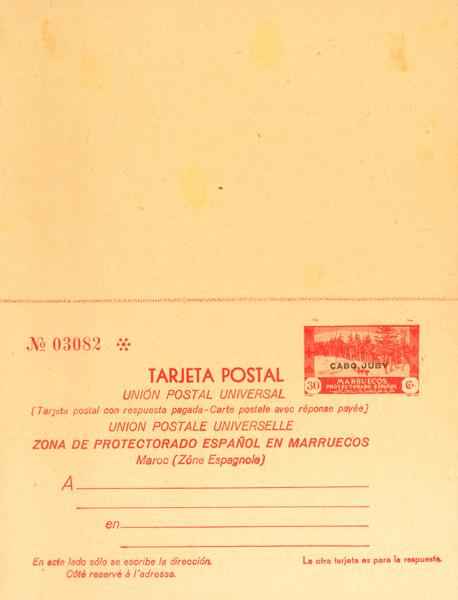 No 03082 *
CABO JUBY
MARRUECOS
30 PROTECTORADO ESPAÑOL Cs.
TARJETA POSTAL
UNIÓN POSTAL UNIVERSAL
(Tarjeta postal con respuesta pagada-Carte postale avec réponse payée)
UNION POSTALE UNIVERSELLE
ZONA DE PROTECTORADO ESPAÑOL EN MARRUECOS
Maroc (Zône Espagnole)
A
en
En este lado sólo se escribe la dirección.
Côté reservé à l'adresse.
La otra tarjeta es para la respuesta.